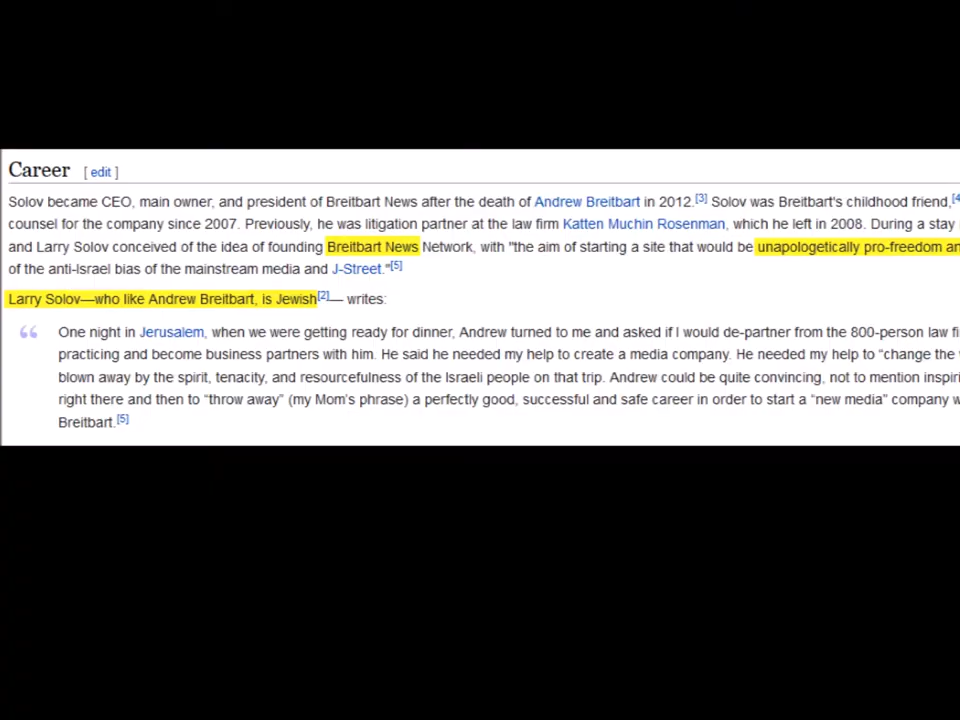 Career [ edit ]
Solov became CEO, main owner, and president of Breitbart News after the death of Andrew Breitbart in 2012.[3] Solov was Breitbart's childhood friend,[4
counsel for the company since 2007. Previously, he was litigation partner at the law firm Katten Muchin Rosenman, which he left in 2008. During a stay
and Larry Solov conceived of the idea of founding Breitbart News Network, with "the aim of starting a site that would be unapologetically pro-freedom an
of the anti-Israel bias of the mainstream media and J-Street."[5]
Larry Solov—who like Andrew Breitbart, is Jewish[2]— writes:
“ One night in Jerusalem, when we were getting ready for dinner, Andrew turned to me and asked if I would de-partner from the 800-person law fi
practicing and become business partners with him. He said he needed my help to create a media company. He needed my help to “change the
blown away by the spirit, tenacity, and resourcefulness of the Israeli people on that trip. Andrew could be quite convincing, not to mention inspiri
right there and then to “throw away” (my Mom’s phrase) a perfectly good, successful and safe career in order to start a “new media” company w
Breitbart.[5]